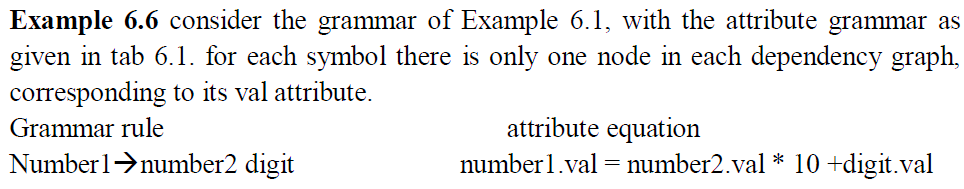 Example 6.6 consider the grammar of Example 6.1, with the attribute grammar as
given in tab 6.1. for each symbol there is only one node in each dependency graph,
corresponding to its val attribute.
Grammar rule attribute equation
Number1→number2 digit number1.val = number2.val * 10 +digit.val